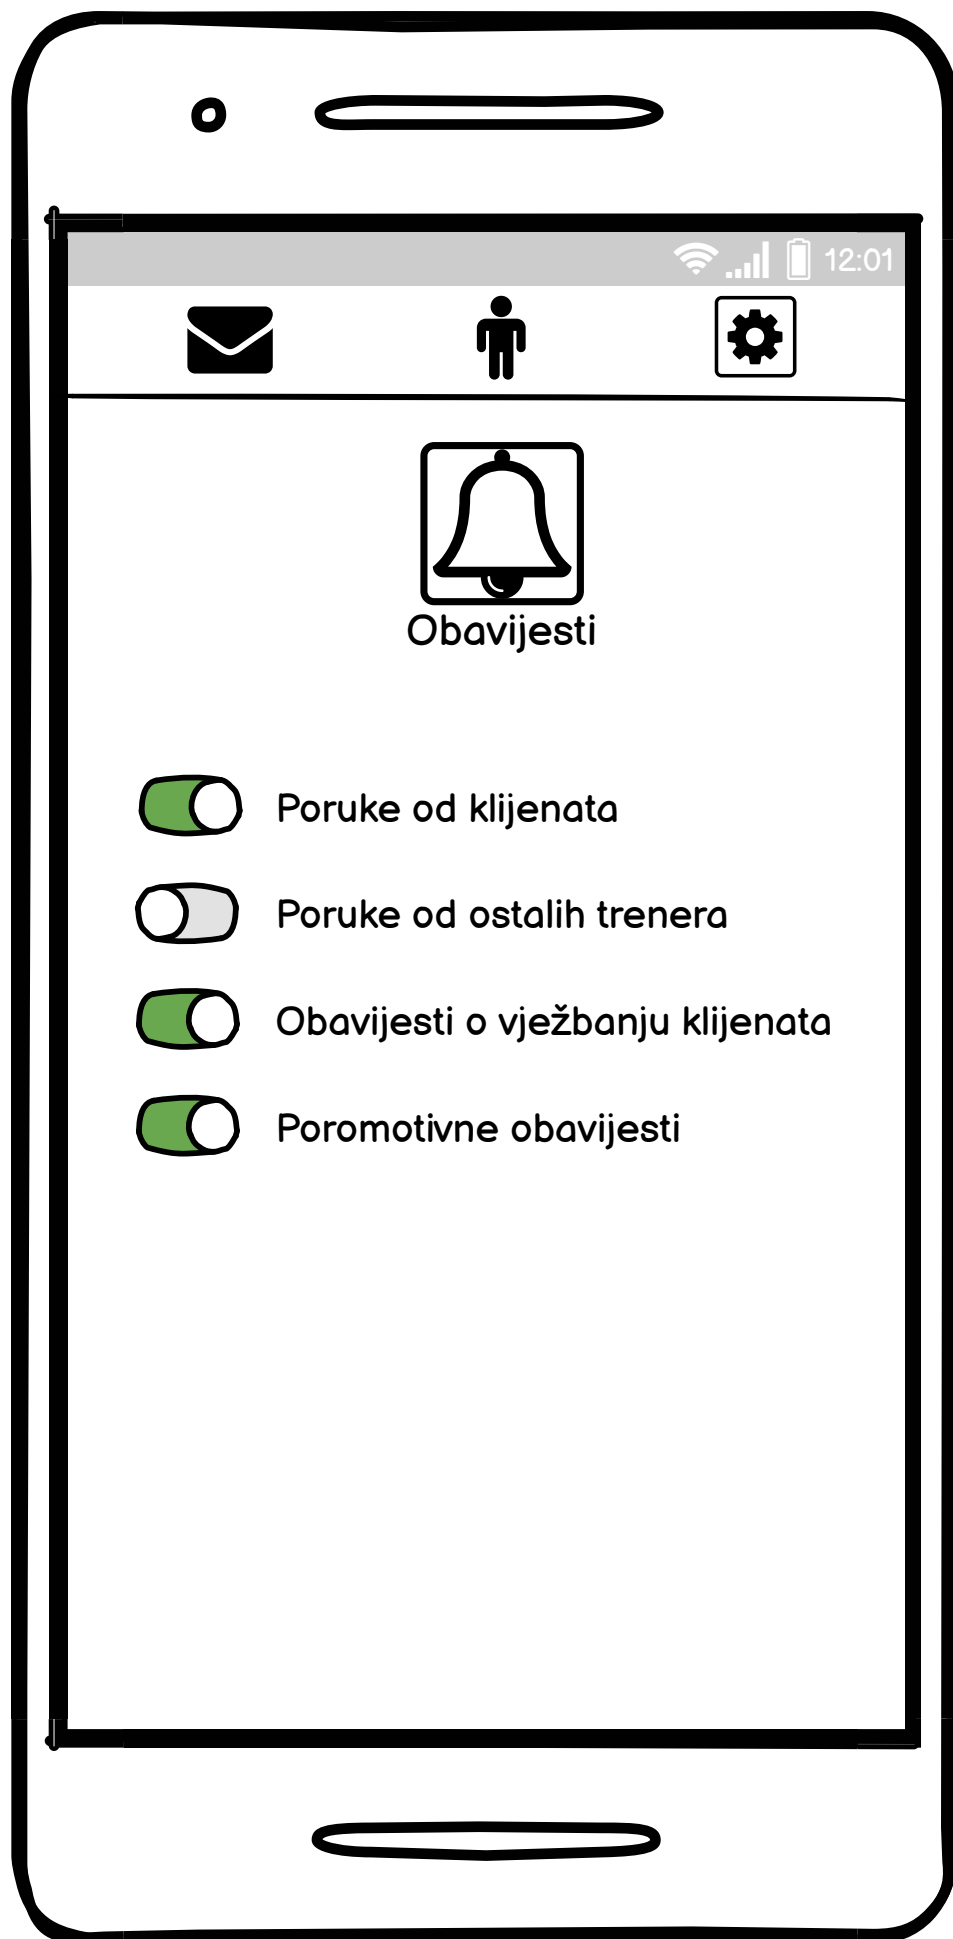 12:01
Obavijesti
Poruke od klijenata
Poruke od ostalih trenera
Obavijesti o vježbanju klijenata
Poromotivne obavijesti